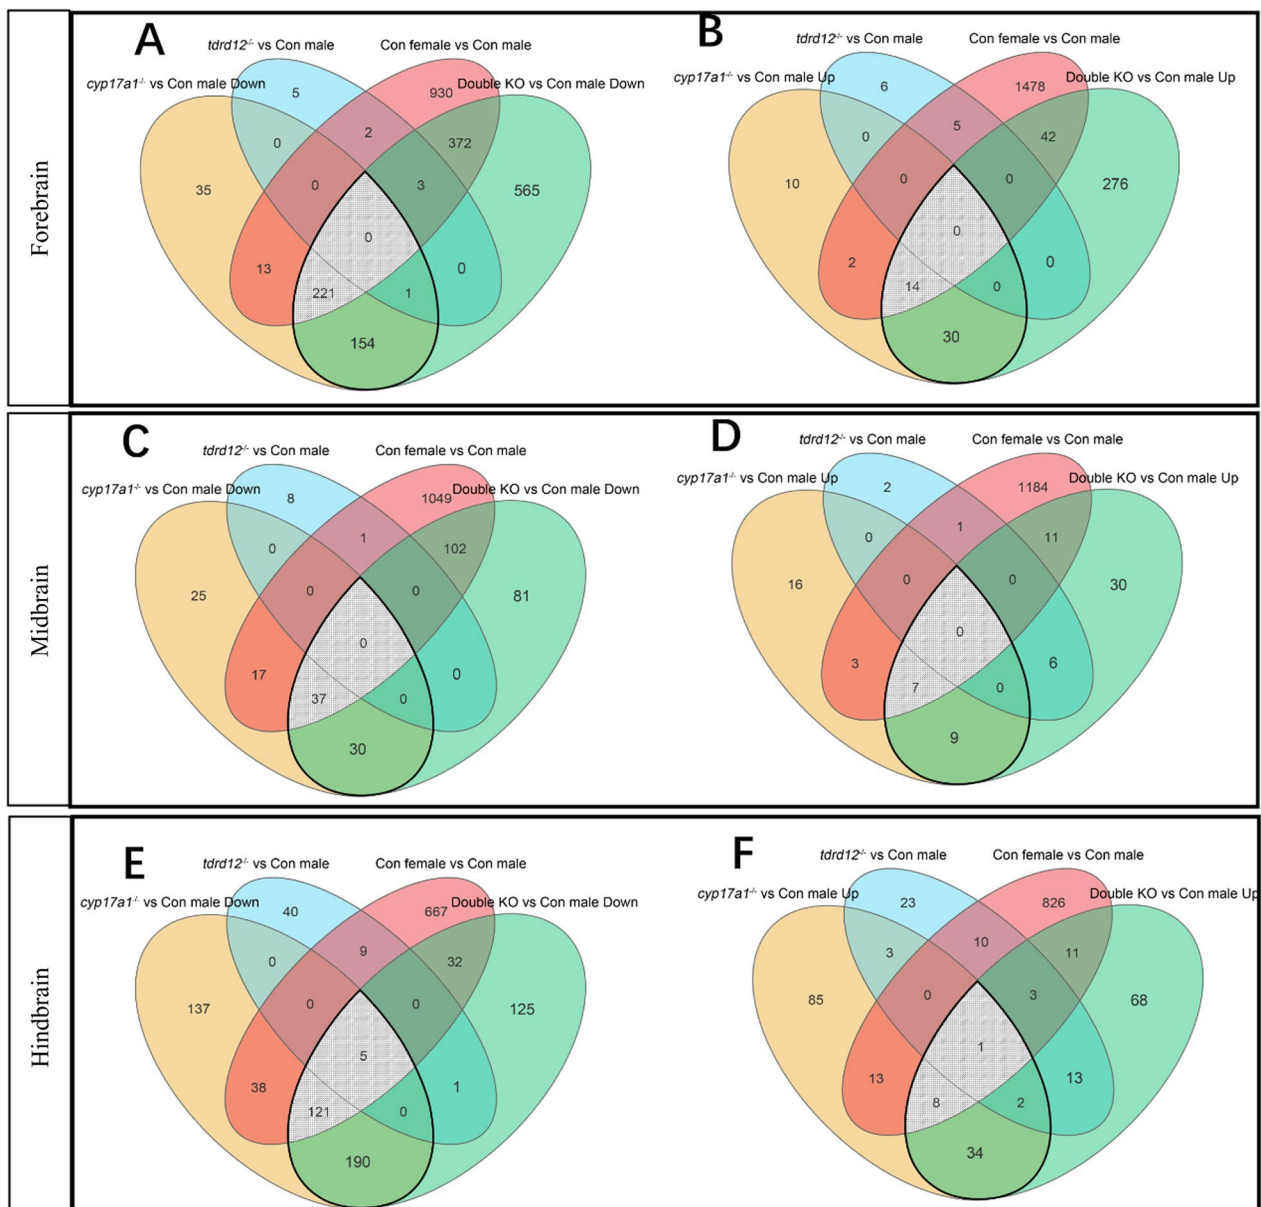 Forebrain
A
tdrd12-/- vs Con male
Con female vs Con male
cyp17a1-/- vs Con male Down
Double KO vs Con male Down
5
930
2
372
0
35
0
3
565
0
13
0
221
1
154
B
tdrd12-/- vs Con male
Con female vs Con male
cyp17a1-/- vs Con male Up
Double KO vs Con male Up
6
1478
5
42
0
10
0
0
276
0
2
0
14
0
30
Midbrain
C
tdrd12-/- vs Con male
Con female vs Con male
cyp17a1-/- vs Con male Down
Double KO vs Con male Down
8
1049
1
102
0
25
0
0
81
0
17
0
37
0
30
D
tdrd12-/- vs Con male
Con female vs Con male
cyp17a1-/- vs Con male Up
Double KO vs Con male Up
2
1184
1
11
0
16
0
0
30
0
3
6
7
0
9
Hindbrain
E
tdrd12-/- vs Con male
Con female vs Con male
cyp17a1-/- vs Con male Down
Double KO vs Con male Down
40
667
9
32
0
137
0
0
125
5
38
1
121
0
190
F
tdrd12-/- vs Con male
Con female vs Con male
cyp17a1-/- vs Con male Up
Double KO vs Con male Up
23
826
10
11
3
85
0
3
68
1
13
13
8
2
34